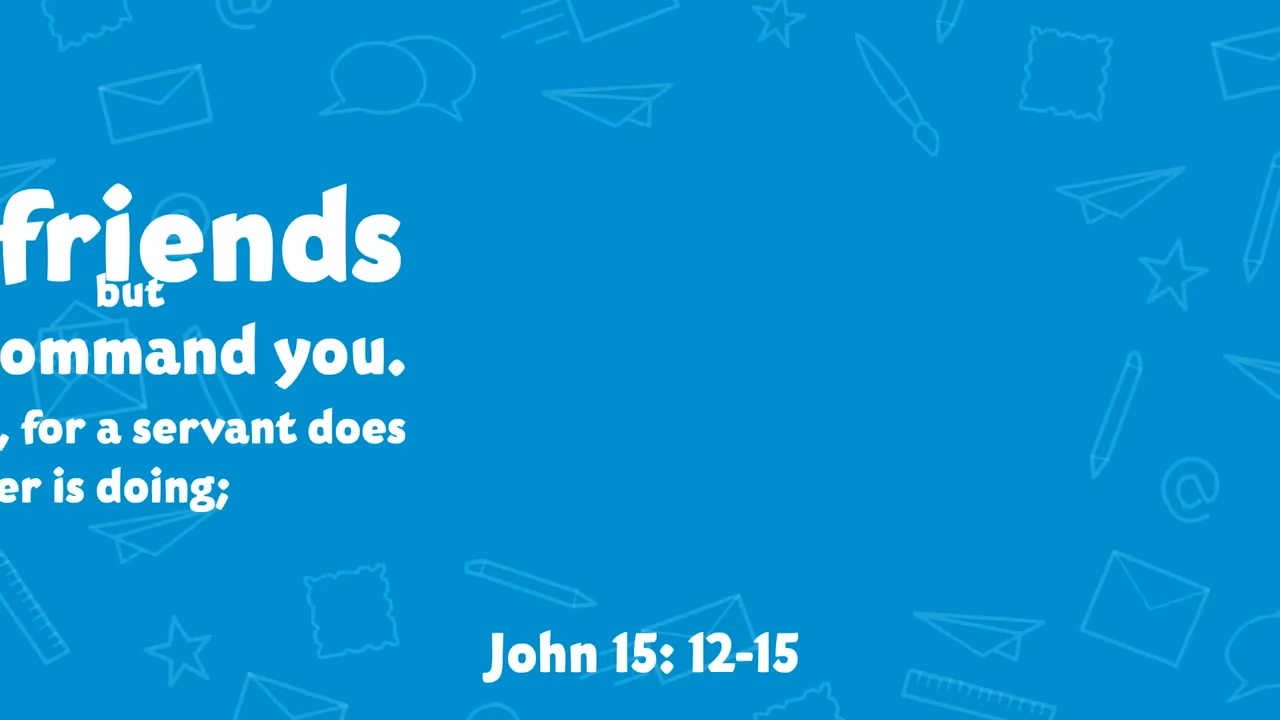 friends
but
ommand you.
, for a servant does
er is doing;
John 15: 12-15